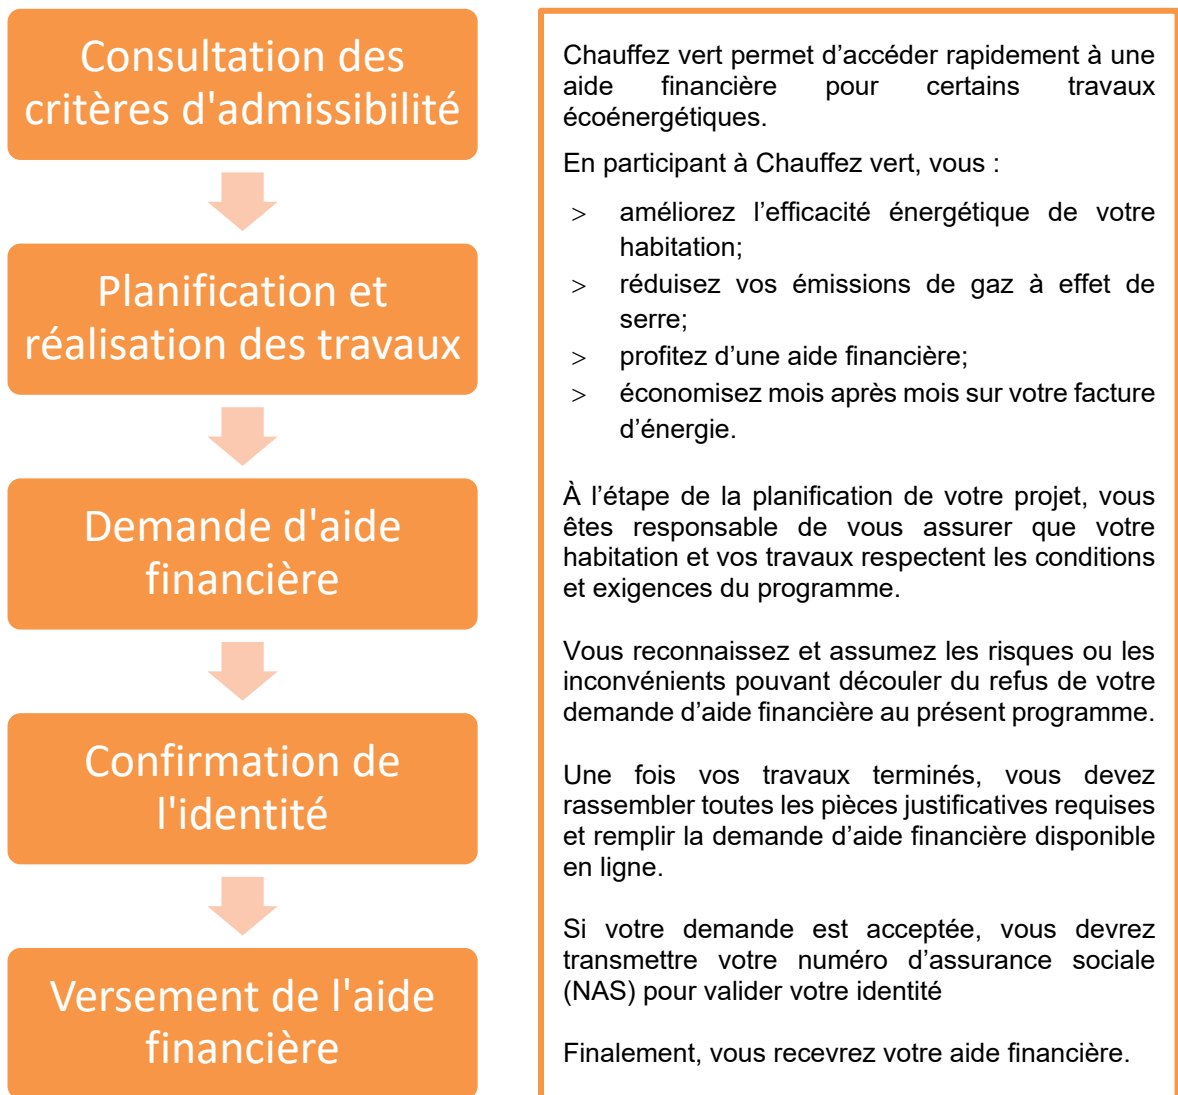 Consultation des
critères d'admissibilité
Planification et
réalisation des travaux
Demande d'aide
financière
Confirmation de
l'identité
Versement de l'aide
financière
Chauffez vert permet d’accéder rapidement à une
aide financière pour certains travaux
écoénergétiques.
En participant à Chauffez vert, vous :
> améliorez l’efficacité énergétique de votre
habitation;
> réduisez vos émissions de gaz à effet de
serre;
> profitez d’une aide financière;
> économisez mois après mois sur votre facture
d’énergie.
À l’étape de la planification de votre projet, vous
êtes responsable de vous assurer que votre
habitation et vos travaux respectent les conditions
et exigences du programme.
Vous reconnaissez et assumez les risques ou les
inconvénients pouvant découler du refus de votre
demande d’aide financière au présent programme.
Une fois vos travaux terminés, vous devez
rassembler toutes les pièces justificatives requises
et remplir la demande d’aide financière disponible
en ligne.
Si votre demande est acceptée, vous devrez
transmettre votre numéro d’assurance sociale
(NAS) pour valider votre identité
Finalement, vous recevrez votre aide financière.